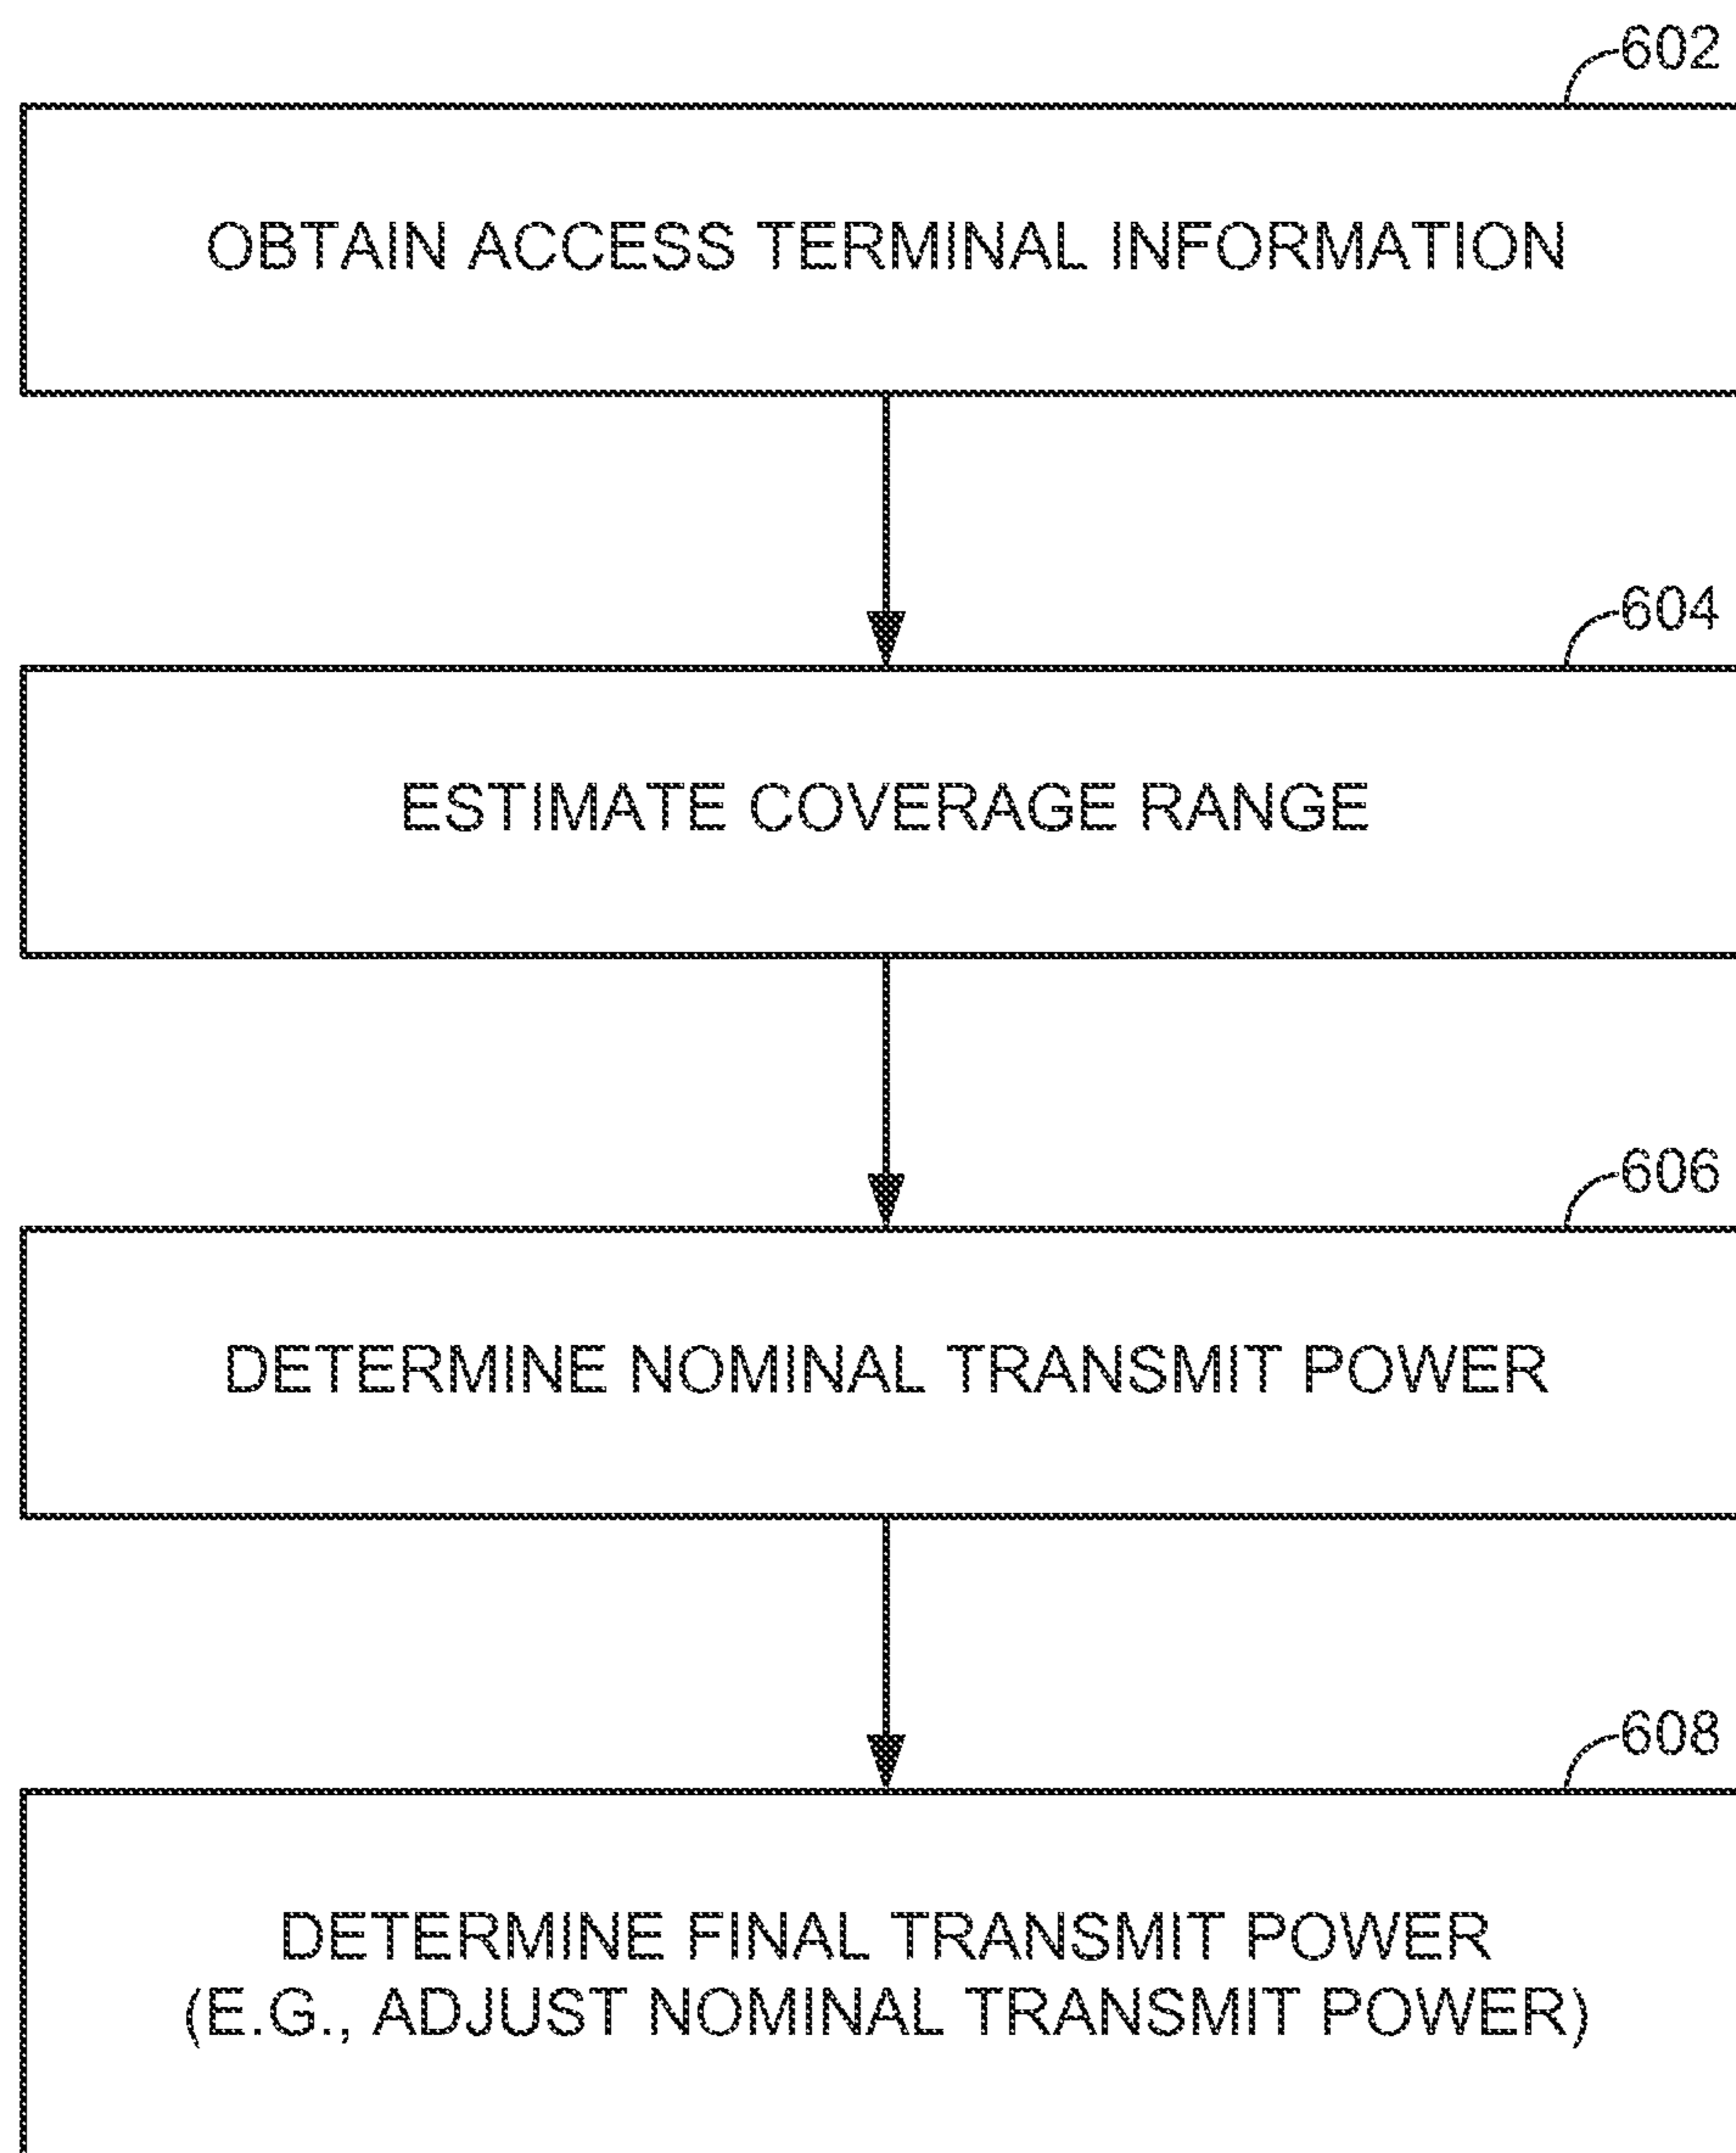 602
OBTAIN ACCESS TERMINAL INFORMATION
604
ESTIMATE COVERAGE RANGE
606
DETERMINE NOMINAL TRANSMIT POWER
608
DETERMINE FINAL TRANSMIT POWER
(E.G., ADJUST NOMINAL TRANSMIT POWER)